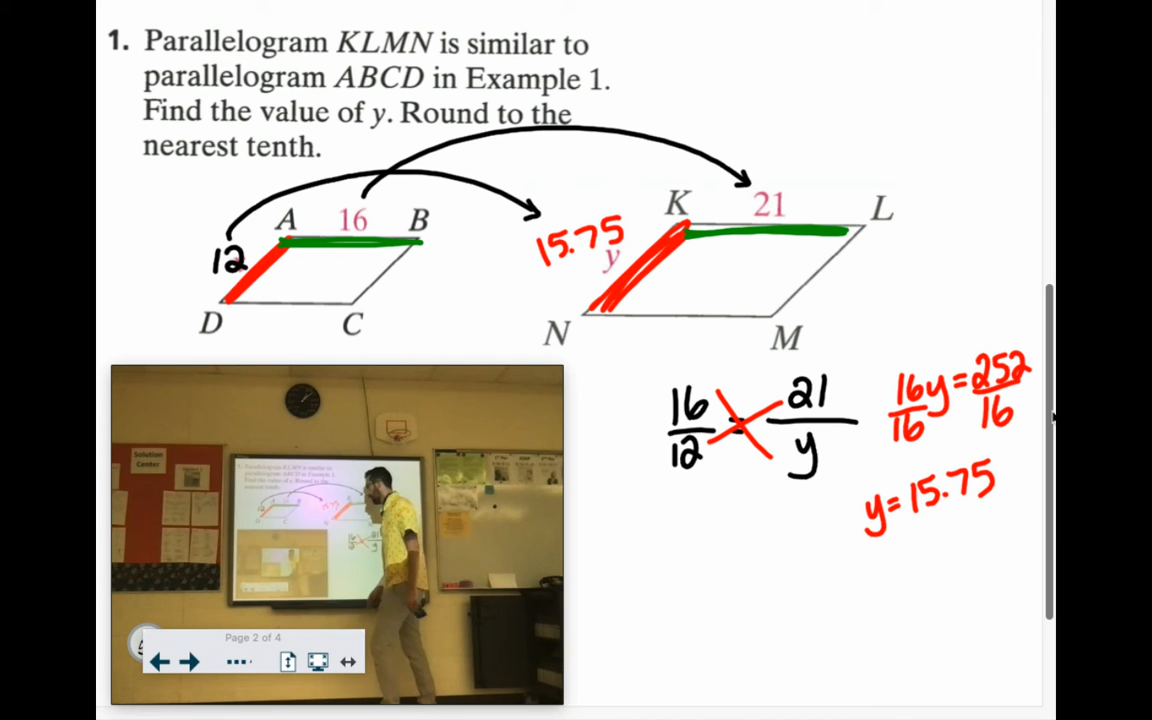 1. Parallelogram KLMN is similar to
parallelogram ABCD in Example 1.
Find the value of y. Round to the
nearest tenth.
A 16 B
12
D C
K 21 L
15.75
y
N M
16/12 = 21/y
16y/16 = 252/16
y = 15.75
Solution
Center
Page 2 of 4